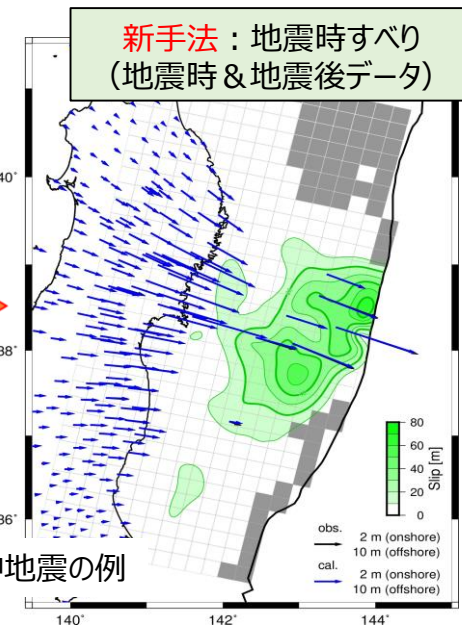 新手法：地震時すべり
（地震時＆地震後データ）
40˚
38˚
36˚
80
60
40
20
0
Slip [m]
obs.
2 m (onshore)
10 m (offshore)
cal.
2 m (onshore)
10 m (offshore)
地震の例
140˚
142˚
144˚